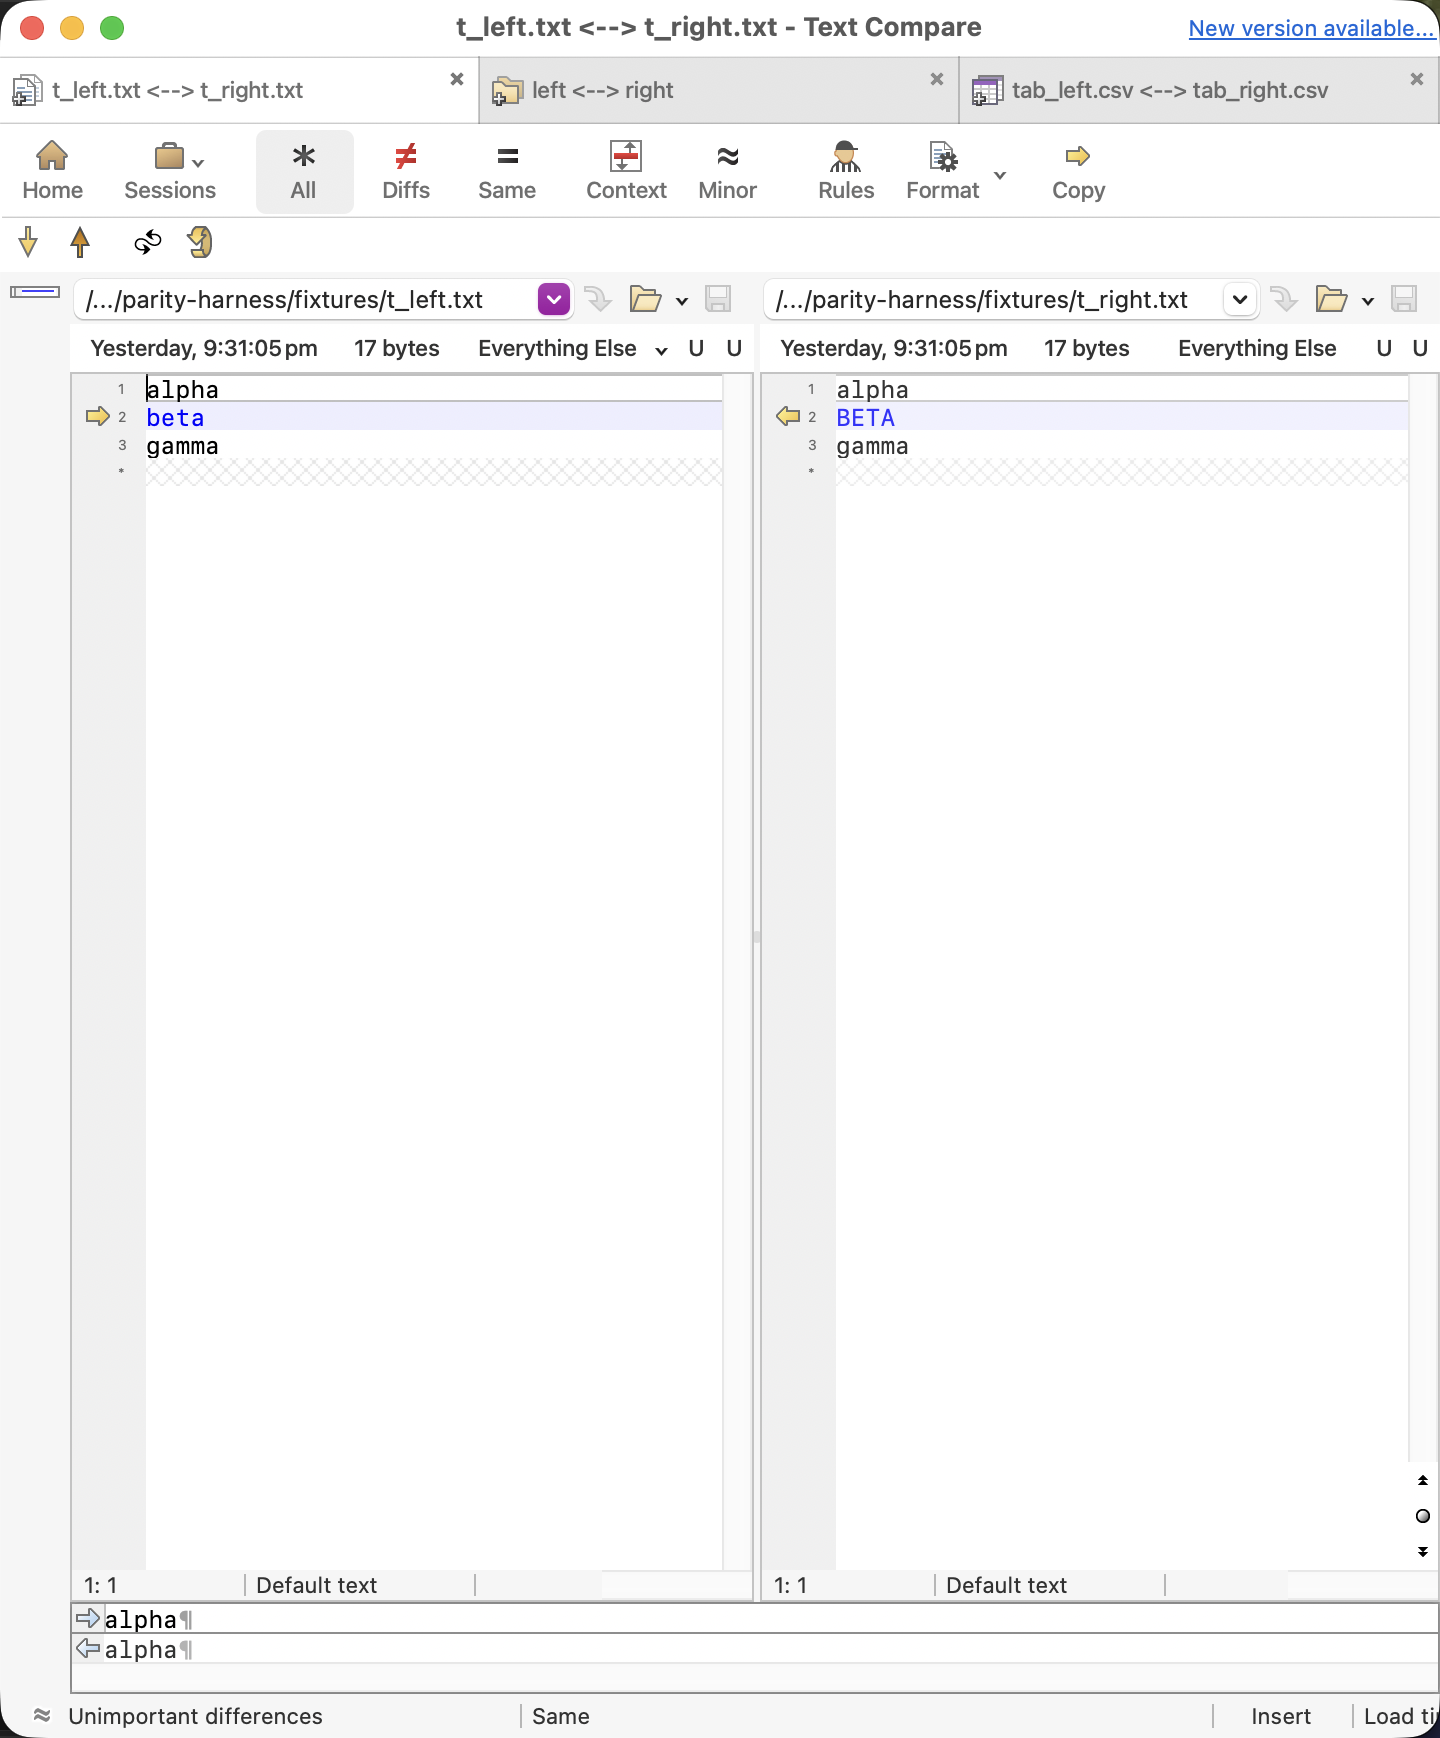 t_left.txt <--> t_right.txt - Text Compare
New version available...
t_left.txt <--> t_right.txt
left <--> right
tab_left.csv <--> tab_right.csv
Home
Sessions
All
Diffs
Same
Context
Minor
Rules
Format
Copy
/.../parity-harness/fixtures/t_left.txt
/.../parity-harness/fixtures/t_right.txt
Yesterday, 9:31:05 pm 17 bytes Everything Else U U
Yesterday, 9:31:05 pm 17 bytes Everything Else U U
1 alpha
2 beta
3 gamma
*
1 alpha
2 BETA
3 gamma
*
1: 1 Default text
1: 1 Default text
alpha¶
alpha¶
Unimportant differences
Same
Insert
Load